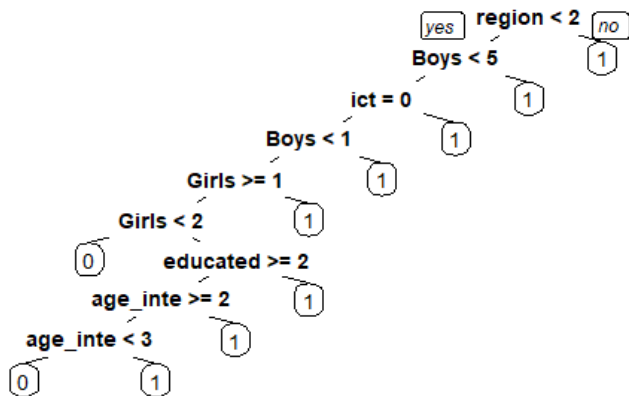 yes region < 2 no
Boys < 5 1
ict = 0 1
Boys < 1 1
Girls >= 1 1
Girls < 2 1
0 educated >= 2
age_inte >= 2 1
age_inte < 3 1
0 1